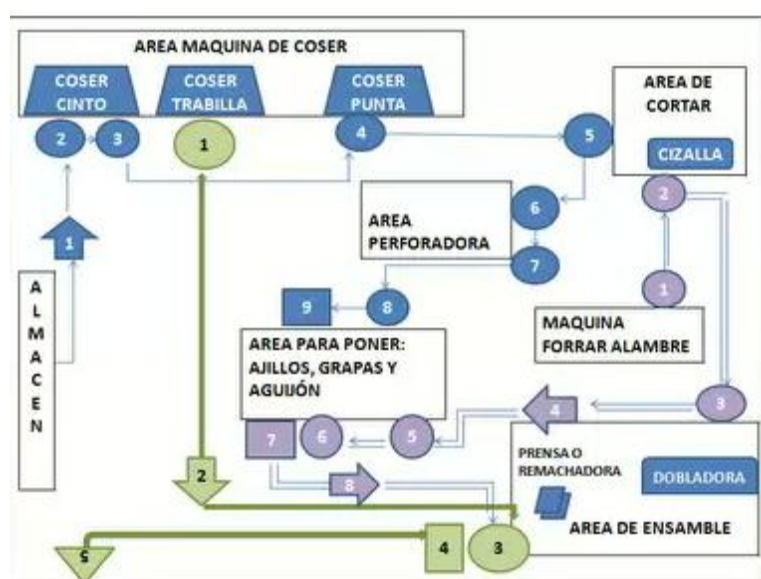 AREA MAQUINA DE COSER
COSER
CINTO
COSER
TRABILLA
COSER
PUNTA
AREA DE
CORTAR
CIZALLA
2
3
1
4
5
2
6
AREA
PERFORADORA
7
1
1
ALMACEN
9
8
MAQUINA
FORRAR ALAMBRE
AREA PARA PONER:
AJILLOS, GRAPAS Y
AGUIJÓN
4
3
7
6
5
PRENSA O
REMACHADORA
DOBLADORA
2
8
AREA DE ENSAMBLE
5
4
3